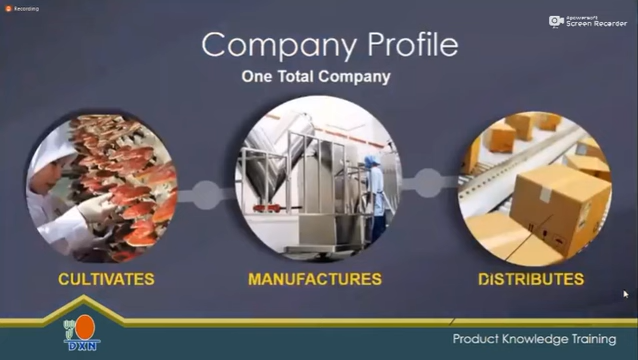 Recording
Apowersoft
Screen Recorder
Company Profile
One Total Company
CULTIVATES
MANUFACTURES
DISTRIBUTES
DXN
Product Knowledge Training